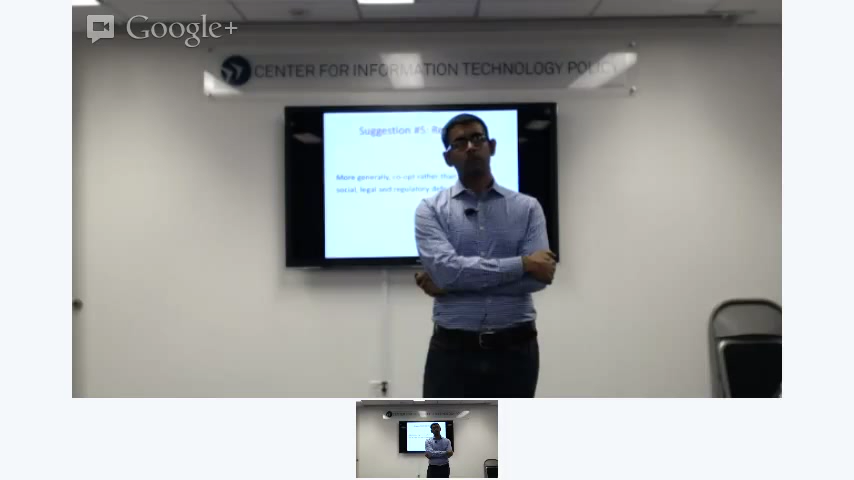 Google+
CENTER FOR INFORMATION TECHNOLOGY POLICY
Suggestion #5: Re
More generally, co-opt rather than
social, legal and regulatory